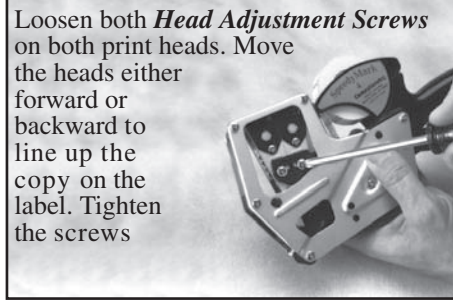 Loosen both Head Adjustment Screws
on both print heads. Move
the heads either
forward or
backward to
line up the
copy on the
label. Tighten
the screws
SpeedyMark